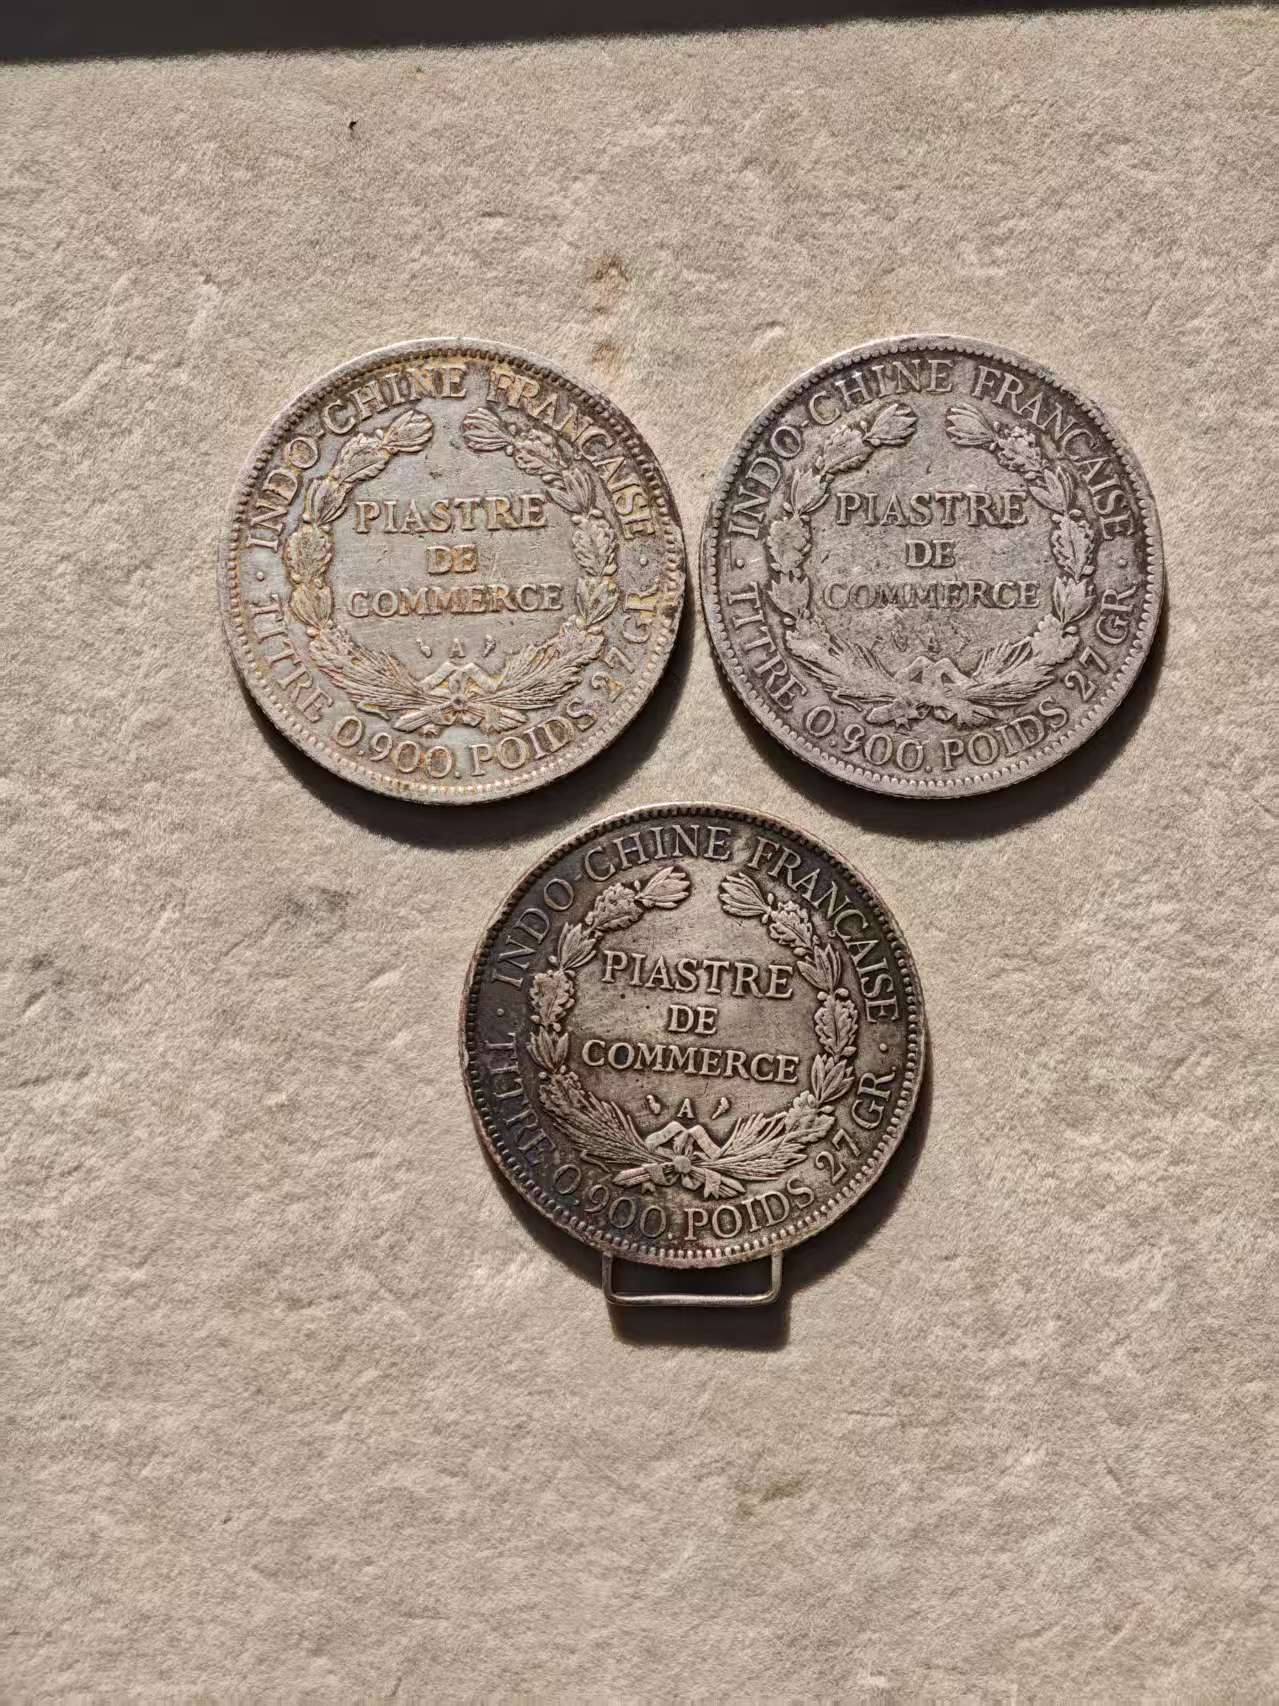 INDO-CHINE FRANÇAISE
PIASTRE
DE
COMMERCE
A
· TITRE 0.900. POIDS 27 GR. ·
INDO-CHINE FRANÇAISE
PIASTRE
DE
COMMERCE
A
· TITRE 0.900. POIDS 27 GR. ·
INDO-CHINE FRANÇAISE
PIASTRE
DE
COMMERCE
A
· TITRE 0.900. POIDS 27 GR. ·